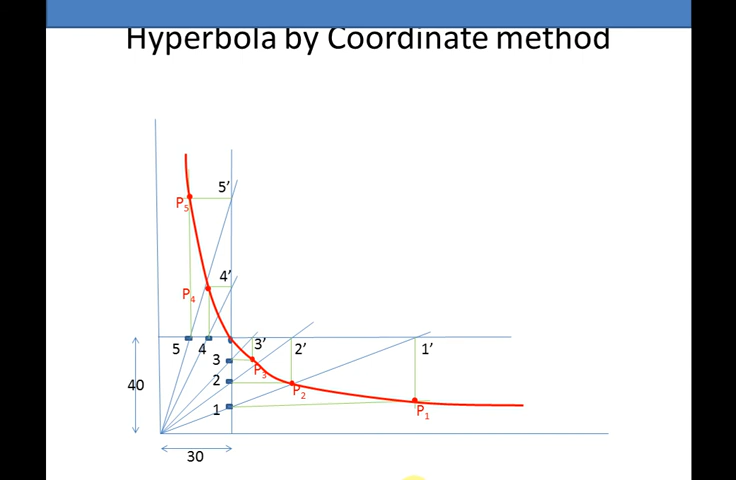 Hyperbola by Coordinate method
5’
P5
4’
P4
5 4 3’ 2’ 1’
3
P3
2
40
P2
1
P1
30